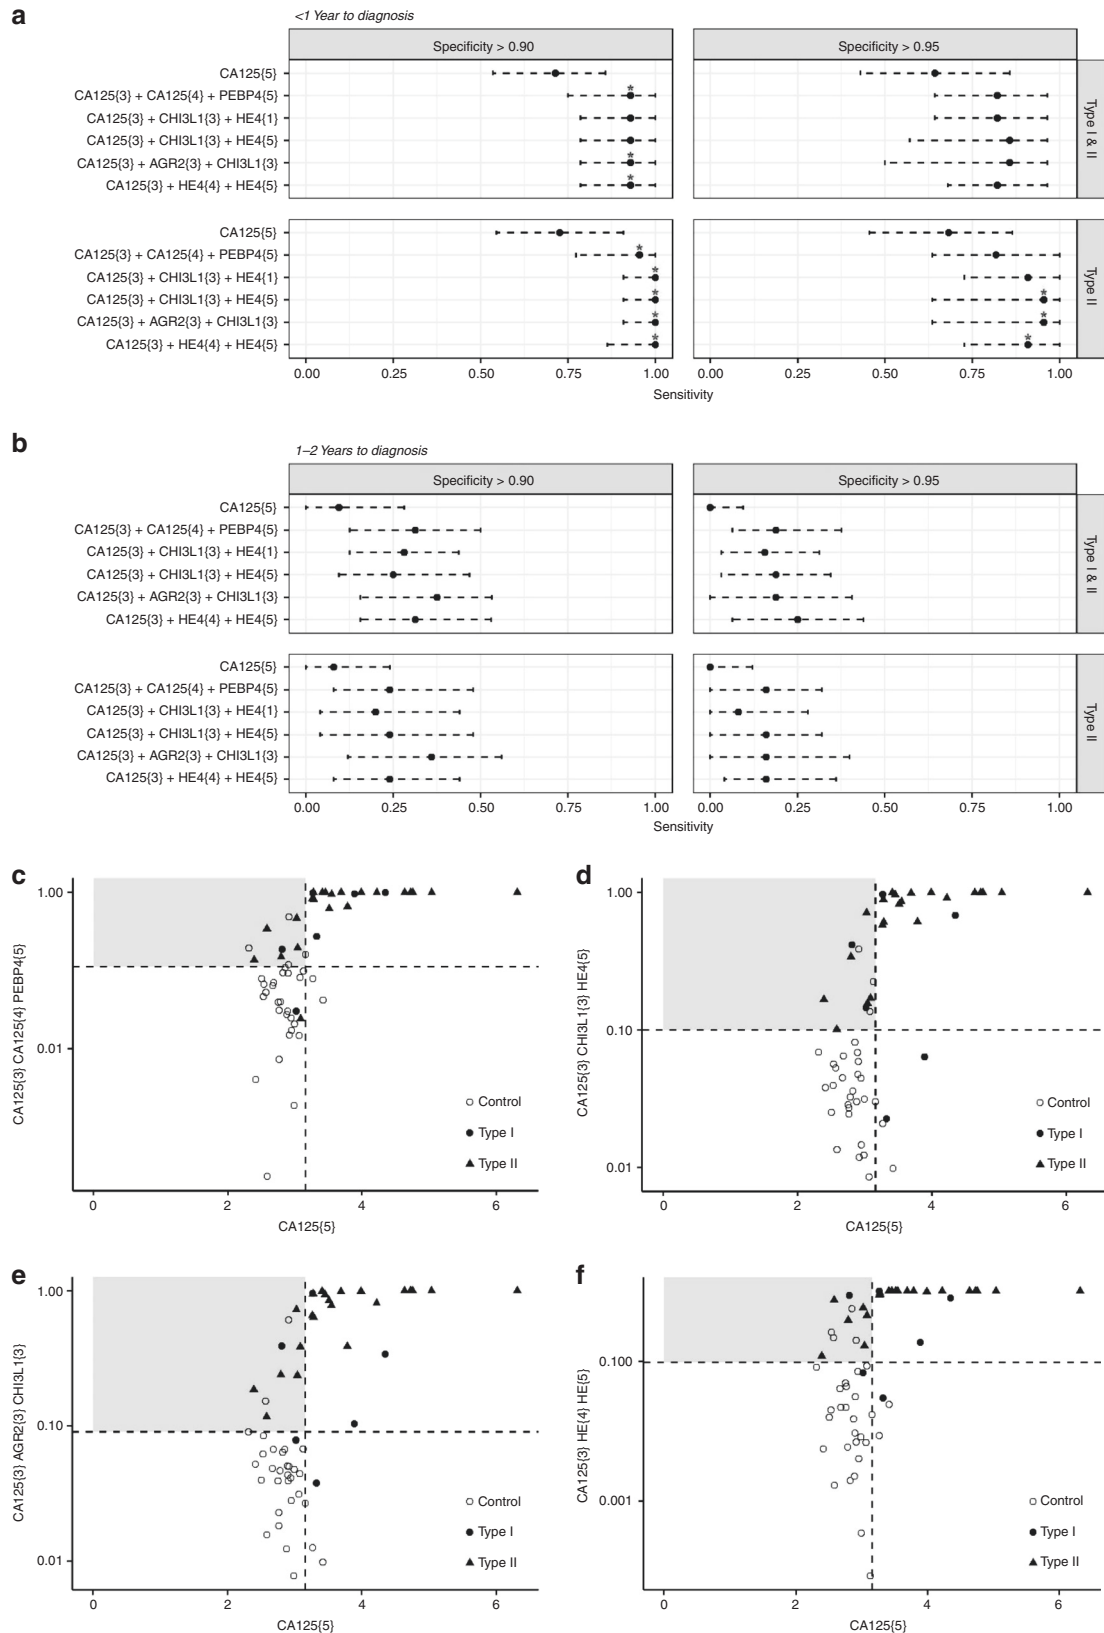 a
<1 Year to diagnosis
Specificity > 0.90
Specificity > 0.95
CA125{5}
CA125{3} + CA125{4} + PEBP4{5}
CA125{3} + CHI3L1{3} + HE4{1}
CA125{3} + CHI3L1{3} + HE4{5}
CA125{3} + AGR2{3} + CHI3L1{3}
CA125{3} + HE4{4} + HE4{5}
Type I & II
CA125{5}
CA125{3} + CA125{4} + PEBP4{5}
CA125{3} + CHI3L1{3} + HE4{1}
CA125{3} + CHI3L1{3} + HE4{5}
CA125{3} + AGR2{3} + CHI3L1{3}
CA125{3} + HE4{4} + HE4{5}
Type II
0.00 0.25 0.50 0.75 1.00
0.00 0.25 0.50 0.75 1.00
Sensitivity
b
1–2 Years to diagnosis
Specificity > 0.90
Specificity > 0.95
CA125{5}
CA125{3} + CA125{4} + PEBP4{5}
CA125{3} + CHI3L1{3} + HE4{1}
CA125{3} + CHI3L1{3} + HE4{5}
CA125{3} + AGR2{3} + CHI3L1{3}
CA125{3} + HE4{4} + HE4{5}
Type I & II
CA125{5}
CA125{3} + CA125{4} + PEBP4{5}
CA125{3} + CHI3L1{3} + HE4{1}
CA125{3} + CHI3L1{3} + HE4{5}
CA125{3} + AGR2{3} + CHI3L1{3}
CA125{3} + HE4{4} + HE4{5}
Type II
0.00 0.25 0.50 0.75 1.00
0.00 0.25 0.50 0.75 1.00
Sensitivity
c
CA125{3} CA125{4} PEBP4{5}
1.00
0.01
Control
Type I
Type II
0 2 4 6
CA125{5}
d
CA125{3} CHI3L1{3} HE4{5}
1.00
0.10
0.01
Control
Type I
Type II
0 2 4 6
CA125{5}
e
CA125{3} AGR2{3} CHI3L1{3}
1.00
0.10
0.01
Control
Type I
Type II
0 2 4 6
CA125{5}
f
CA125{3} HE{4} HE{5}
0.100
0.001
Control
Type I
Type II
0 2 4 6
CA125{5}